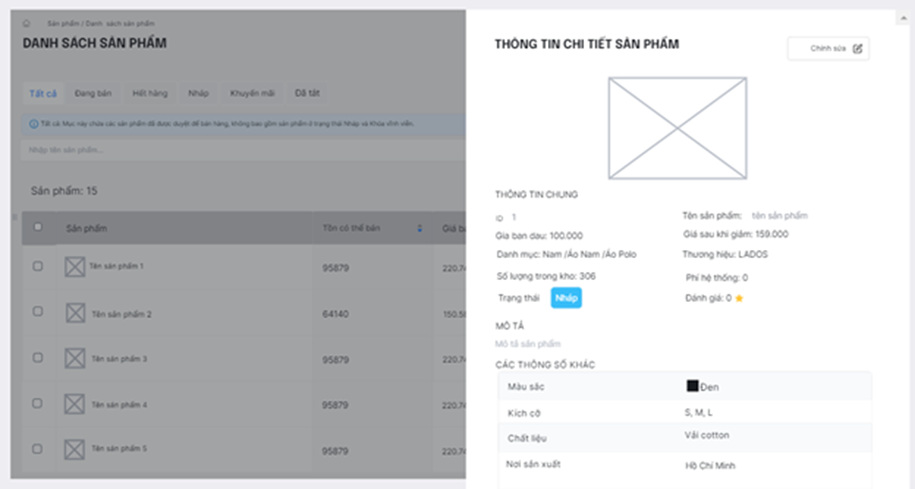 Sản phẩm / Danh sách sản phẩm
DANH SÁCH SẢN PHẨM
Tất cả Đang bán Hết hàng Nháp Khuyến mãi Đã tắt
Tất cả: Mục này chứa các sản phẩm đã được duyệt để bán hàng, không bao gồm sản phẩm ở trạng thái Nháp và Khóa vĩnh viễn.
Nhập tên sản phẩm...
Sản phẩm: 15
Sản phẩm Tồn có thể bán Giá
Tên sản phẩm 1 95879 220.7
Tên sản phẩm 2 64140 150.5
Tên sản phẩm 3 95879 220.7
Tên sản phẩm 4 95879 220.7
Tên sản phẩm 5 95879 220.7
THÔNG TIN CHI TIẾT SẢN PHẨM
Chỉnh sửa
THÔNG TIN CHUNG
ID 1
Tên sản phẩm: tên sản phẩm
Gia ban dau: 100.000
Giá sau khi giảm: 159.000
Danh mục: Nam /Áo Nam /Áo Polo
Thương hiệu: LADOS
Số lượng trong kho: 306
Phí hệ thống: 0
Trạng thái Nháp
Đánh giá: 0
MÔ TẢ
Mô tả sản phẩm
CÁC THÔNG SỐ KHÁC
Màu sắc Đen
Kích cỡ S, M, L
Chất liệu Vải cotton
Nơi sản xuất Hồ Chí Minh